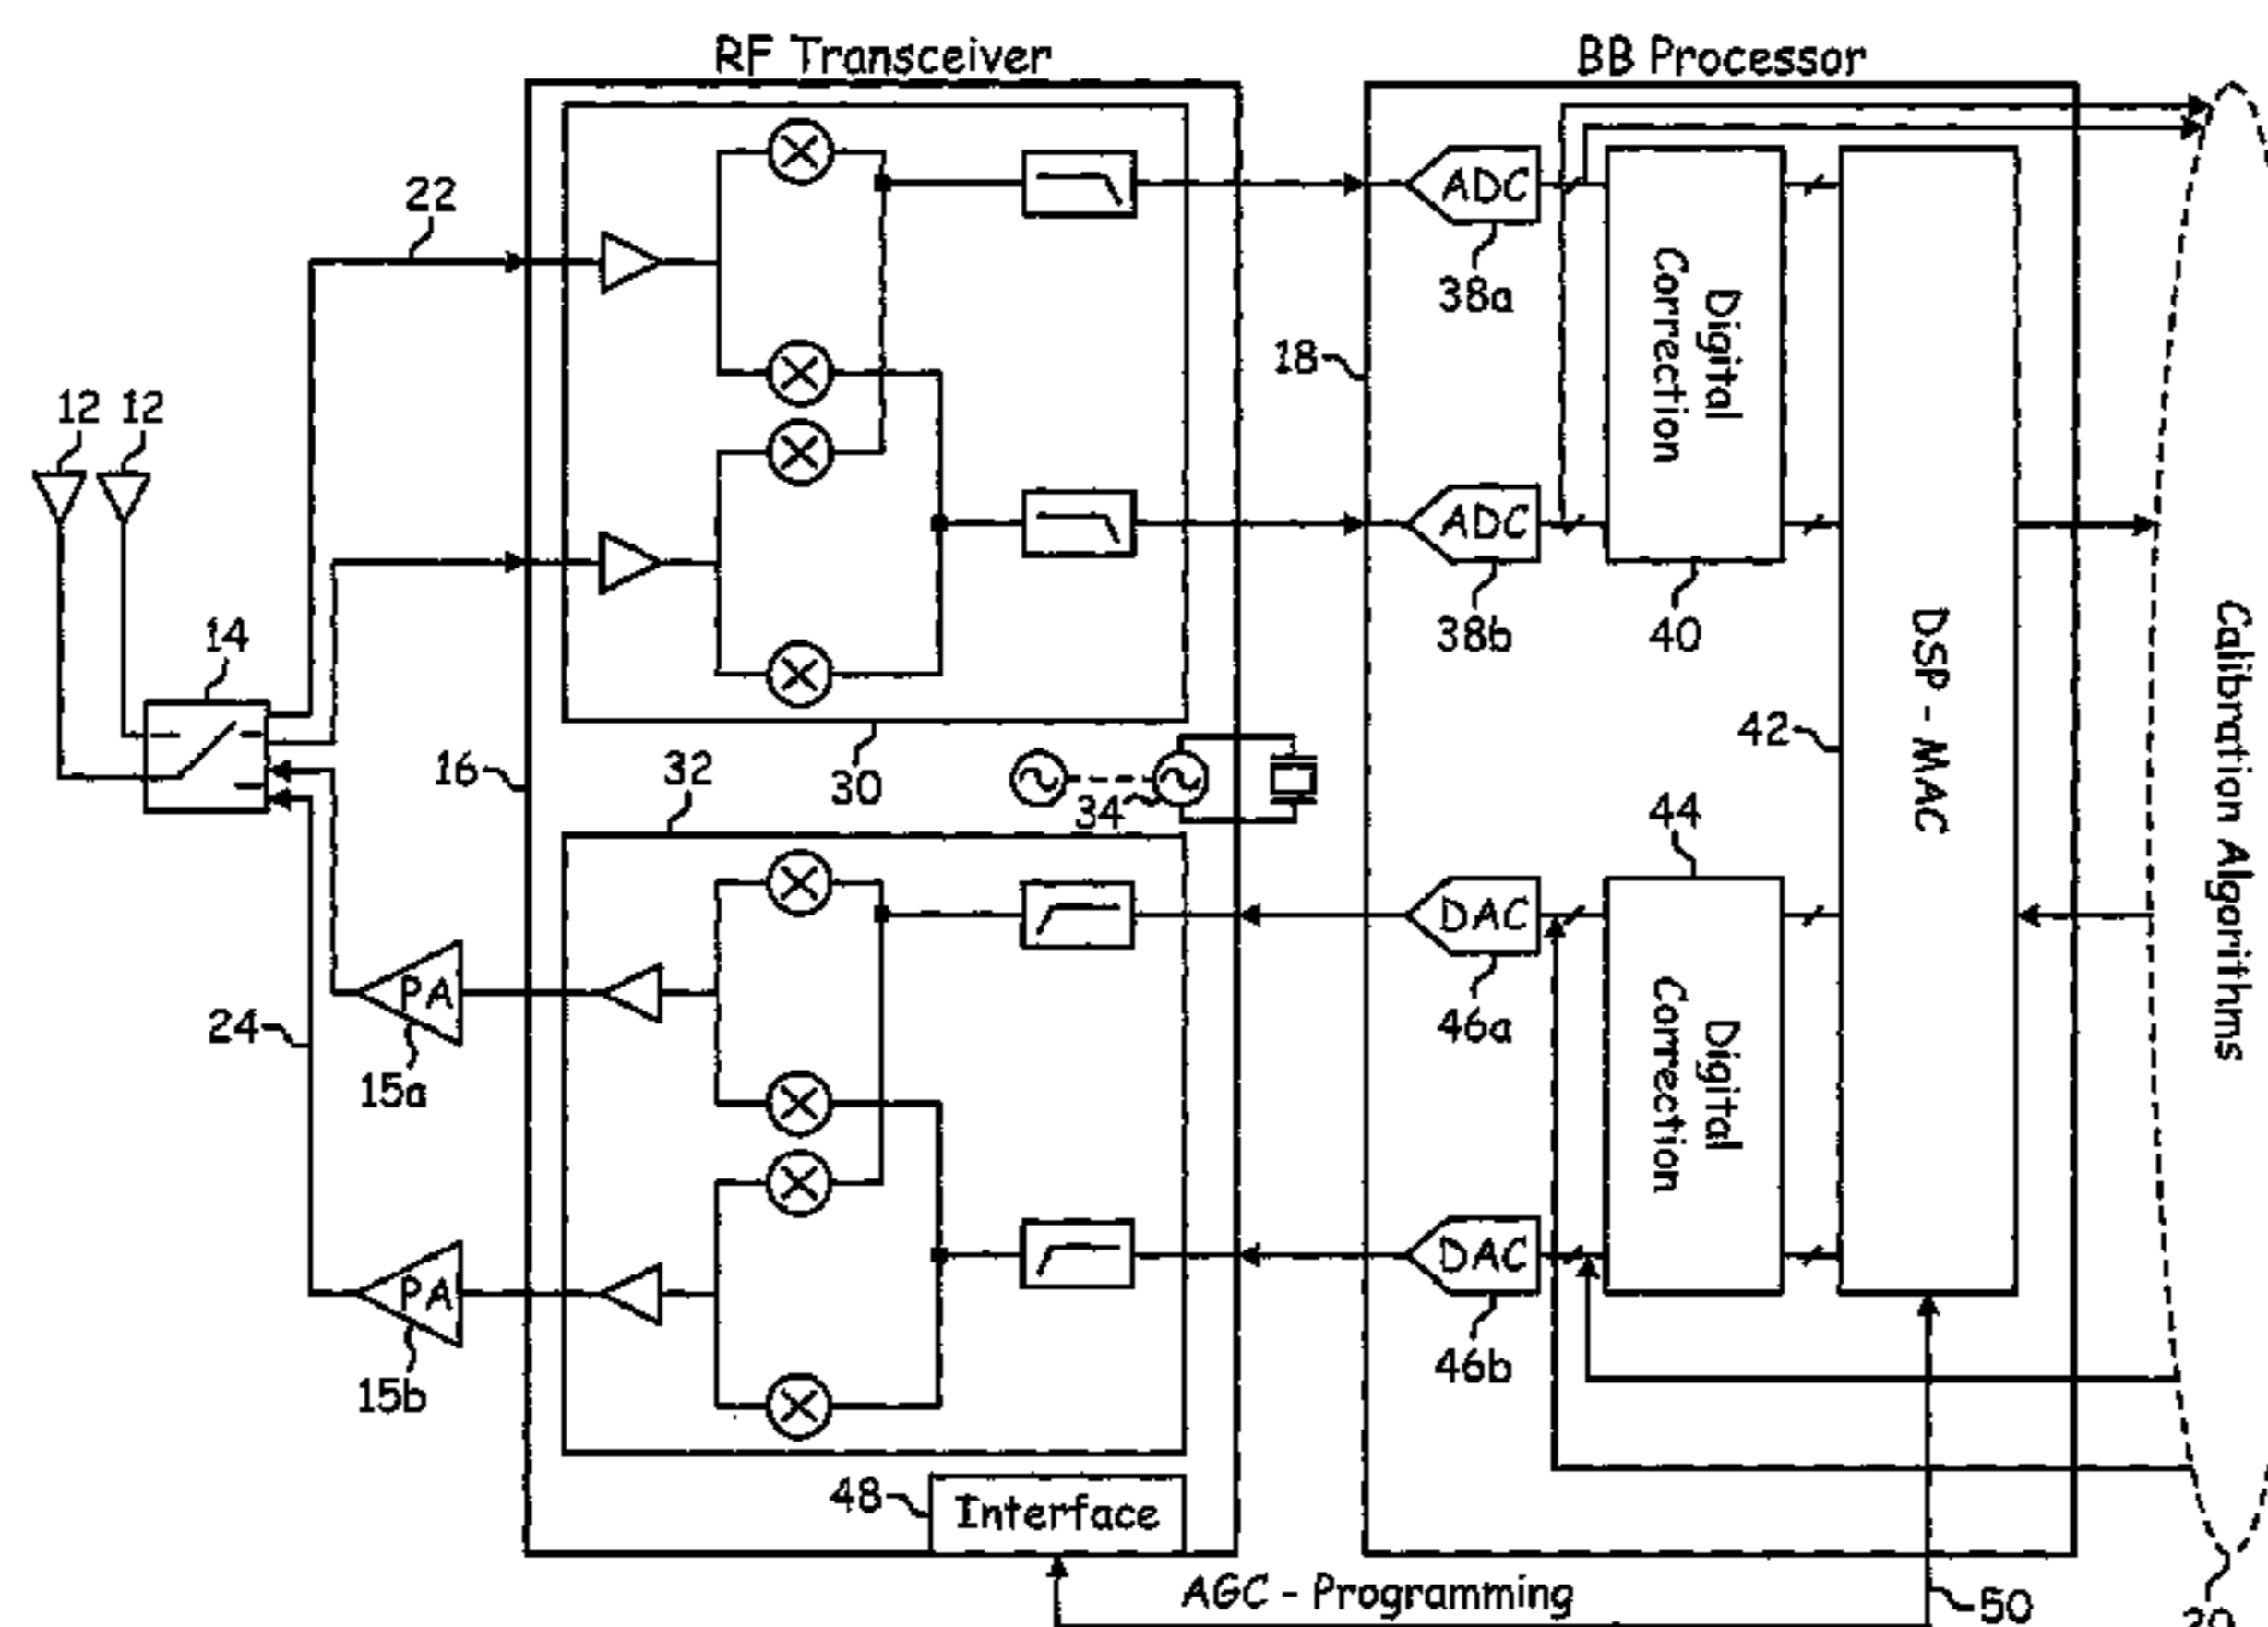 RF Transceiver
BB Processor
22
ADC
38a
Digital
Correction
18
12
12
ADC
38b
40
14
DSP - MAC
Calibration Algorithms
42
16
32
30
34
44
DAC
46a
Digital
Correction
PA
15a
24
DAC
46b
PA
15b
48
Interface
AGC - Programming
50